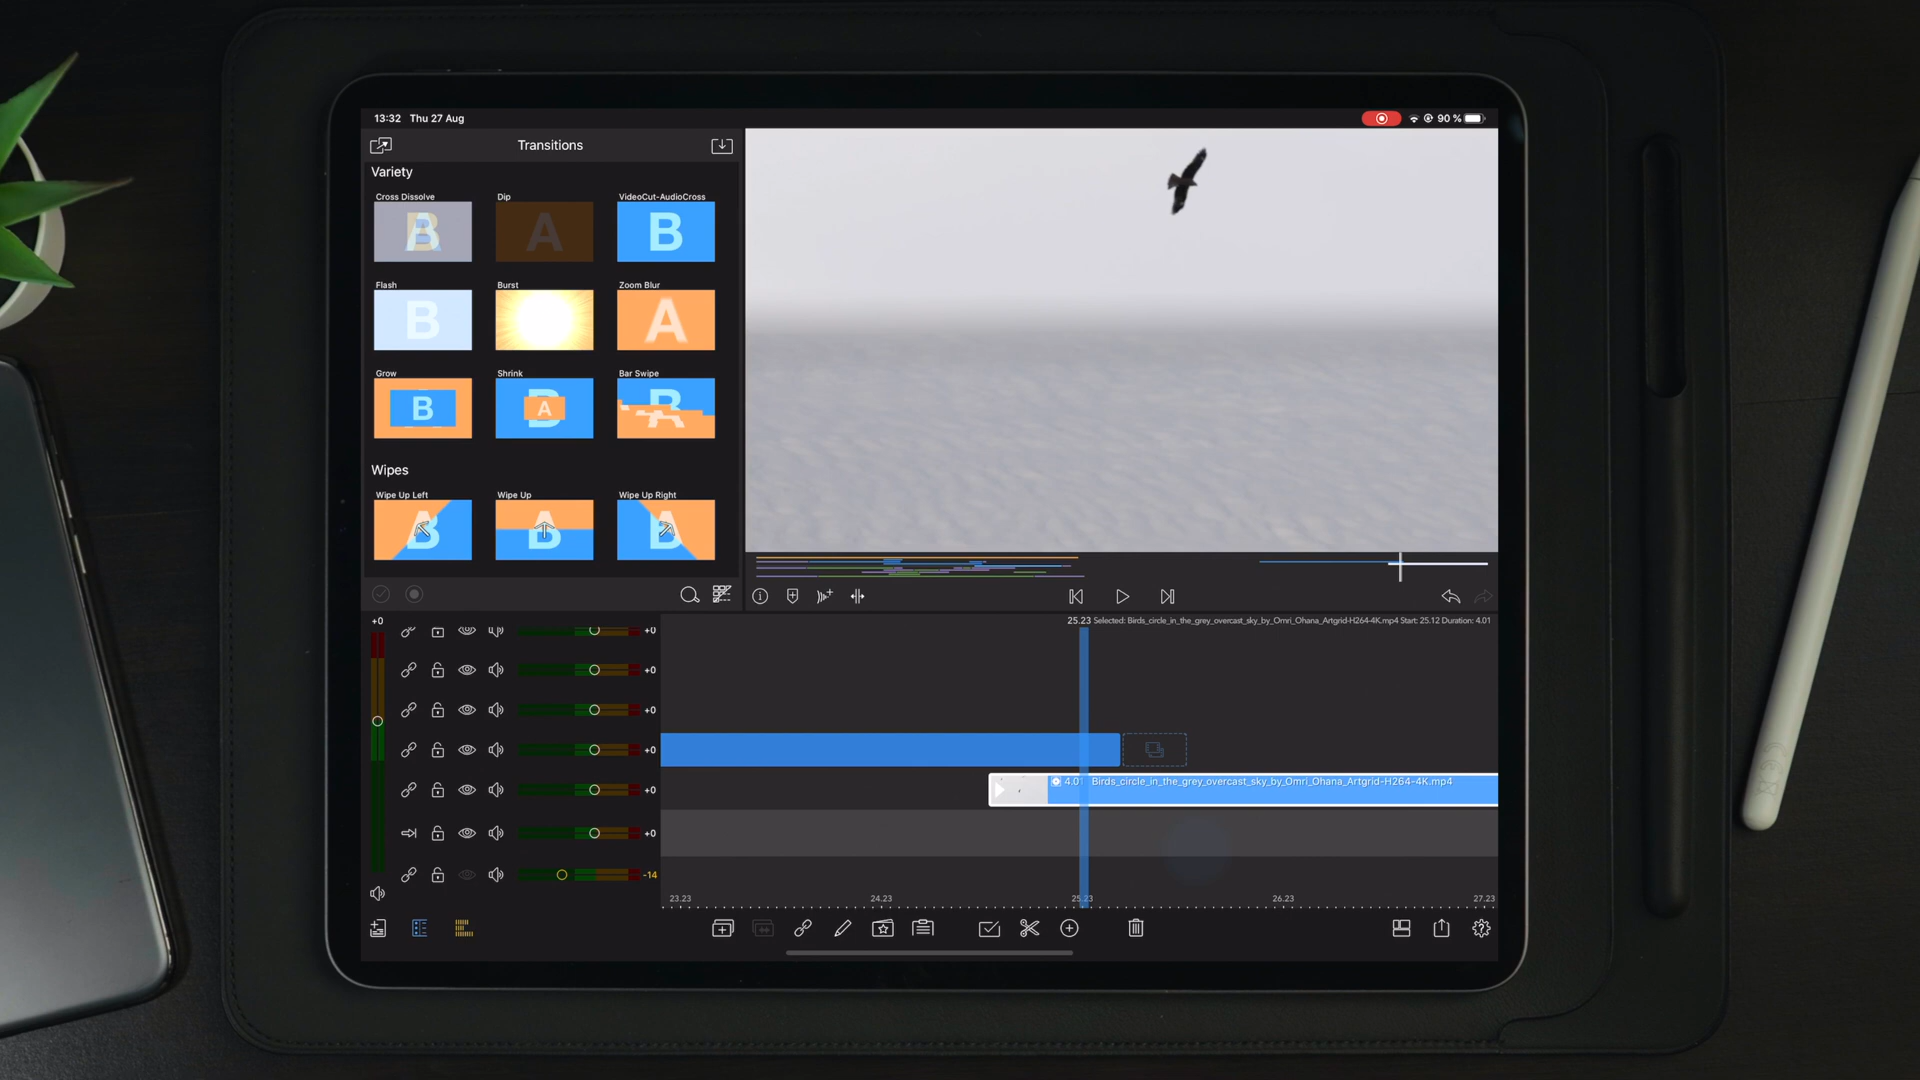 13:32 Thu 27 Aug
90 %
Transitions
Variety
Cross Dissolve
Dip
VideoCut-AudioCross
B
A
B
Flash
Burst
Zoom Blur
B
A
Grow
Shrink
Bar Swipe
B
A
B
Wipes
Wipe Up Left
Wipe Up
Wipe Up Right
B
B
B
+0
25.23 Selected: Birds_circle_in_the_grey_overcast_sky_by_Omri_Ohana_Artgrid-H264-4K.mp4 Start: 25.12 Duration: 4.01
+0
+0
+0
+0
4.01 Birds_circle_in_the_grey_overcast_sky_by_Omri_Ohana_Artgrid-H264-4K.mp4
+0
+0
-14
23.23
24.23
25.23
26.23
27.23